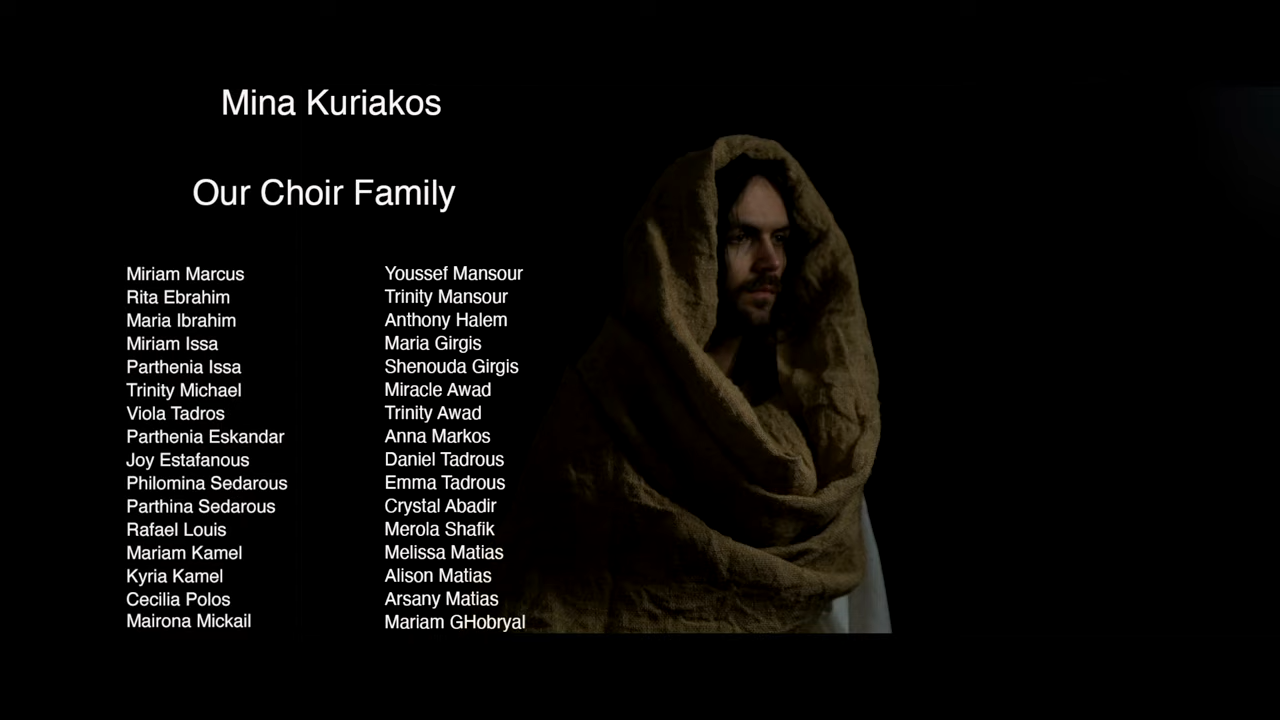 Mina Kuriakos
Our Choir Family
Miriam Marcus
Rita Ebrahim
Maria Ibrahim
Miriam Issa
Parthenia Issa
Trinity Michael
Viola Tadros
Parthenia Eskandar
Joy Estafanous
Philomina Sedarous
Parthina Sedarous
Rafael Louis
Mariam Kamel
Kyria Kamel
Cecilia Polos
Mairona Mickail
Youssef Mansour
Trinity Mansour
Anthony Halem
Maria Girgis
Shenouda Girgis
Miracle Awad
Trinity Awad
Anna Markos
Daniel Tadrous
Emma Tadrous
Crystal Abadir
Merola Shafik
Melissa Matias
Alison Matias
Arsany Matias
Mariam GHobryal